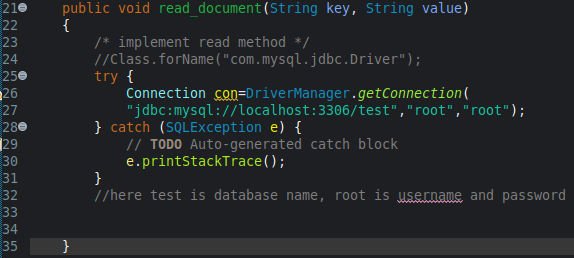 21 public void read_document(String key, String value)
22 {
23 /* implement read method */
24 //Class.forName("com.mysql.jdbc.Driver");
25 try {
26 Connection con=DriverManager.getConnection(
27 "jdbc:mysql://localhost:3306/test","root","root");
28 } catch (SQLException e) {
29 // TODO Auto-generated catch block
30 e.printStackTrace();
31 }
32 //here test is database name, root is username and password
33
34
35 }